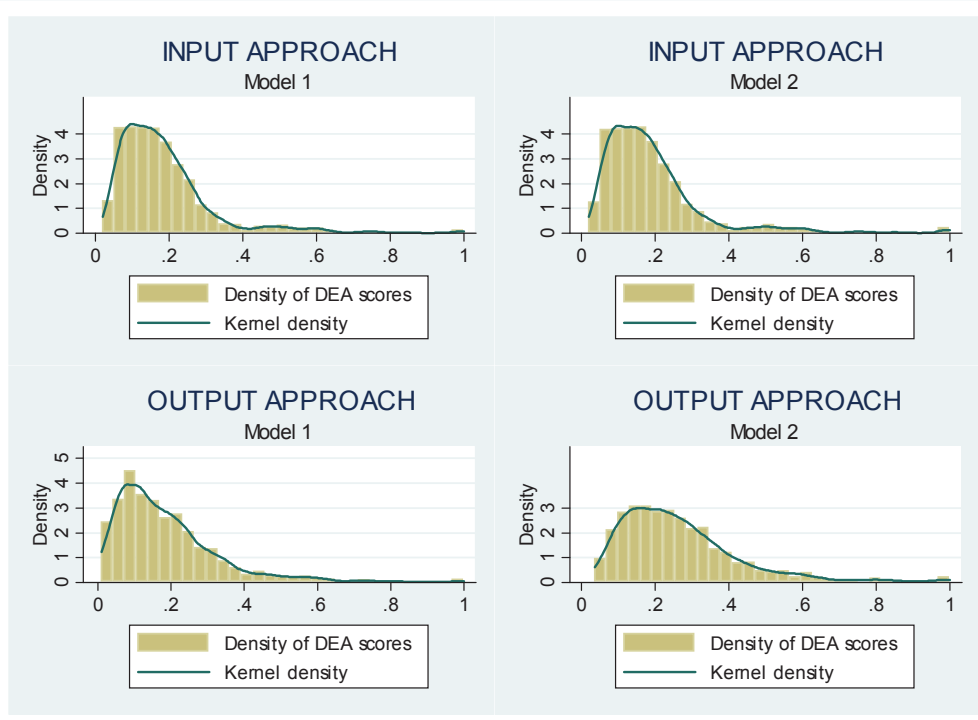 INPUT APPROACH
Model 1
Density
4
3
2
1
0
0 .2 .4 .6 .8 1
Density of DEA scores
Kernel density
INPUT APPROACH
Model 2
Density
4
3
2
1
0
0 .2 .4 .6 .8 1
Density of DEA scores
Kernel density
OUTPUT APPROACH
Model 1
Density
5
4
3
2
1
0
0 .2 .4 .6 .8 1
Density of DEA scores
Kernel density
OUTPUT APPROACH
Model 2
Density
3
2
1
0
0 .2 .4 .6 .8 1
Density of DEA scores
Kernel density